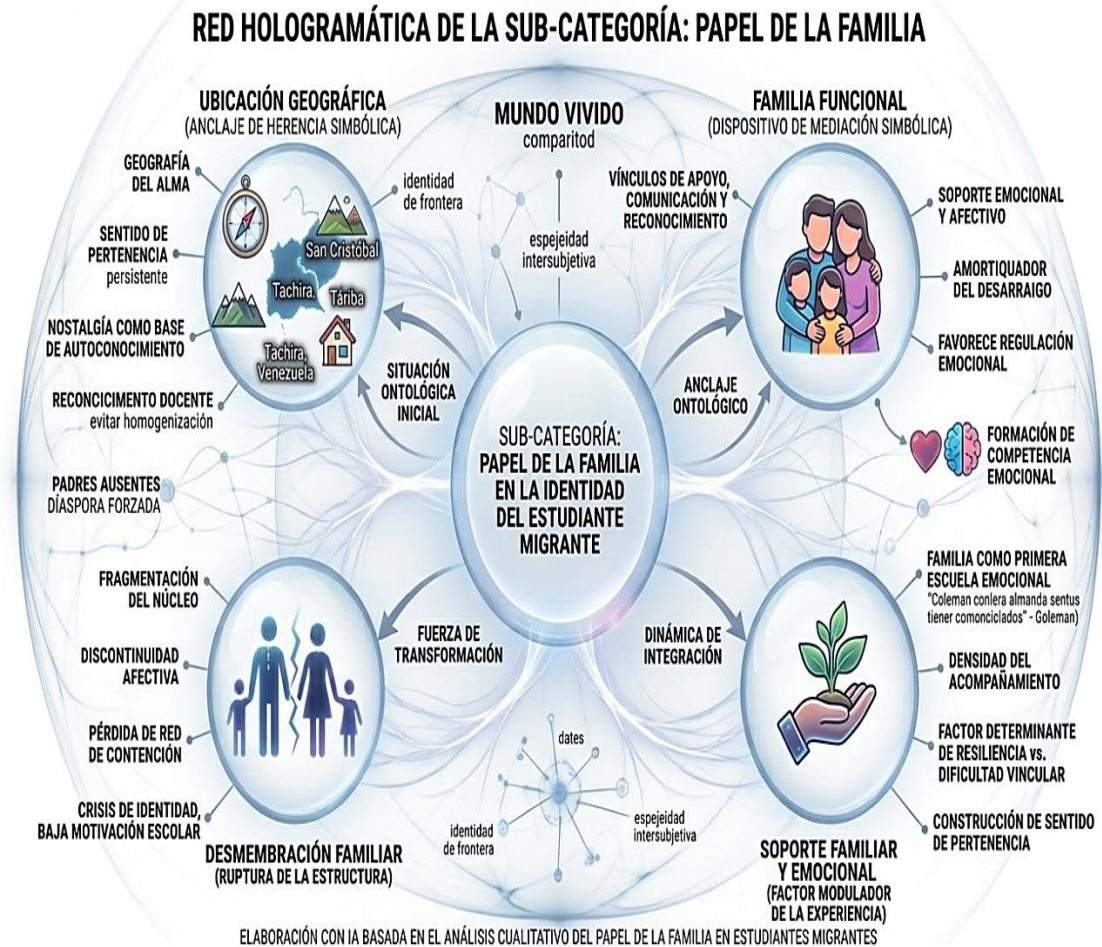 RED HOLOGRAMÁTICA DE LA SUB-CATEGORÍA: PAPEL DE LA FAMILIA
UBICACIÓN GEOGRÁFICA
(ANCLAJE DE HERENCIA SIMBÓLICA)
GEOGRAFÍA
DEL ALMA
SENTIDO DE
PERTENENCIA
persistente
NOSTALGÍA COMO BASE
DE AUTOCONOCIMIENTO
RECONCICIMENTO DOCENTE
evitar homogenización
identidad
de frontera
San Cristóbal
Tachira,
Táriba
Tachira,
Venezuela
SITUACIÓN
ONTOLÓGICA
INICIAL
MUNDO VIVIDO
comparitod
espejeidad
intersubjetiva
FAMILIA FUNCIONAL
(DISPOSITIVO DE MEDIACIÓN SIMBÓLICA)
VÍNCULOS DE APOYO,
COMUNICACIÓN Y
RECONOCIMIENTO
SOPORTE EMOCIONAL
Y AFECTIVO
AMORTIQUADOR
DEL DESARRAIGO
FAVORECE REGULACIÓN
EMOCIONAL
FORMACIÓN DE
COMPETENCIA
EMOCIONAL
ANCLAJE
ONTOLÓGICO
SUB-CATEGORÍA:
PAPEL DE LA FAMILIA
EN LA IDENTIDAD
DEL ESTUDIANTE
MIGRANTE
PADRES AUSENTES
DÍASPORA FORZADA
FRAGMENTACIÓN
DEL NÚCLEO
DISCONTINUIDAD
AFECTIVA
PÉRDIDA DE RED
DE CONTENCIÓN
CRISIS DE IDENTIDAD,
BAJA MOTIVACIÓN ESCOLAR
DESMEMBRACIÓN FAMILIAR
(RUPTURA DE LA ESTRUCTURA)
FUERZA DE
TRANSFORMACIÓN
DINÁMICA DE
INTEGRACIÓN
dates
identidad
de frontera
espejeidad
intersubjetiva
FAMILIA COMO PRIMERA
ESCUELA EMOCIONAL
"Coleman conlera almanda sentus
tiener comonciclados" - Goleman)
DENSIDAD DEL
ACOMPAÑAMIENTO
FACTOR DETERMINANTE
DE RESILIENCIA vs.
DIFICULTAD VINCULAR
CONSTRUCCIÓN DE SENTIDO
DE PERTENENCIA
SOPORTE FAMILIAR
Y EMOCIONAL
(FACTOR MODULADOR
DE LA EXPERIENCIA)
ELABORACIÓN CON IA BASADA EN EL ANÁLISIS CUALITATIVO DEL PAPEL DE LA FAMILIA EN ESTUDIANTES MIGRANTES